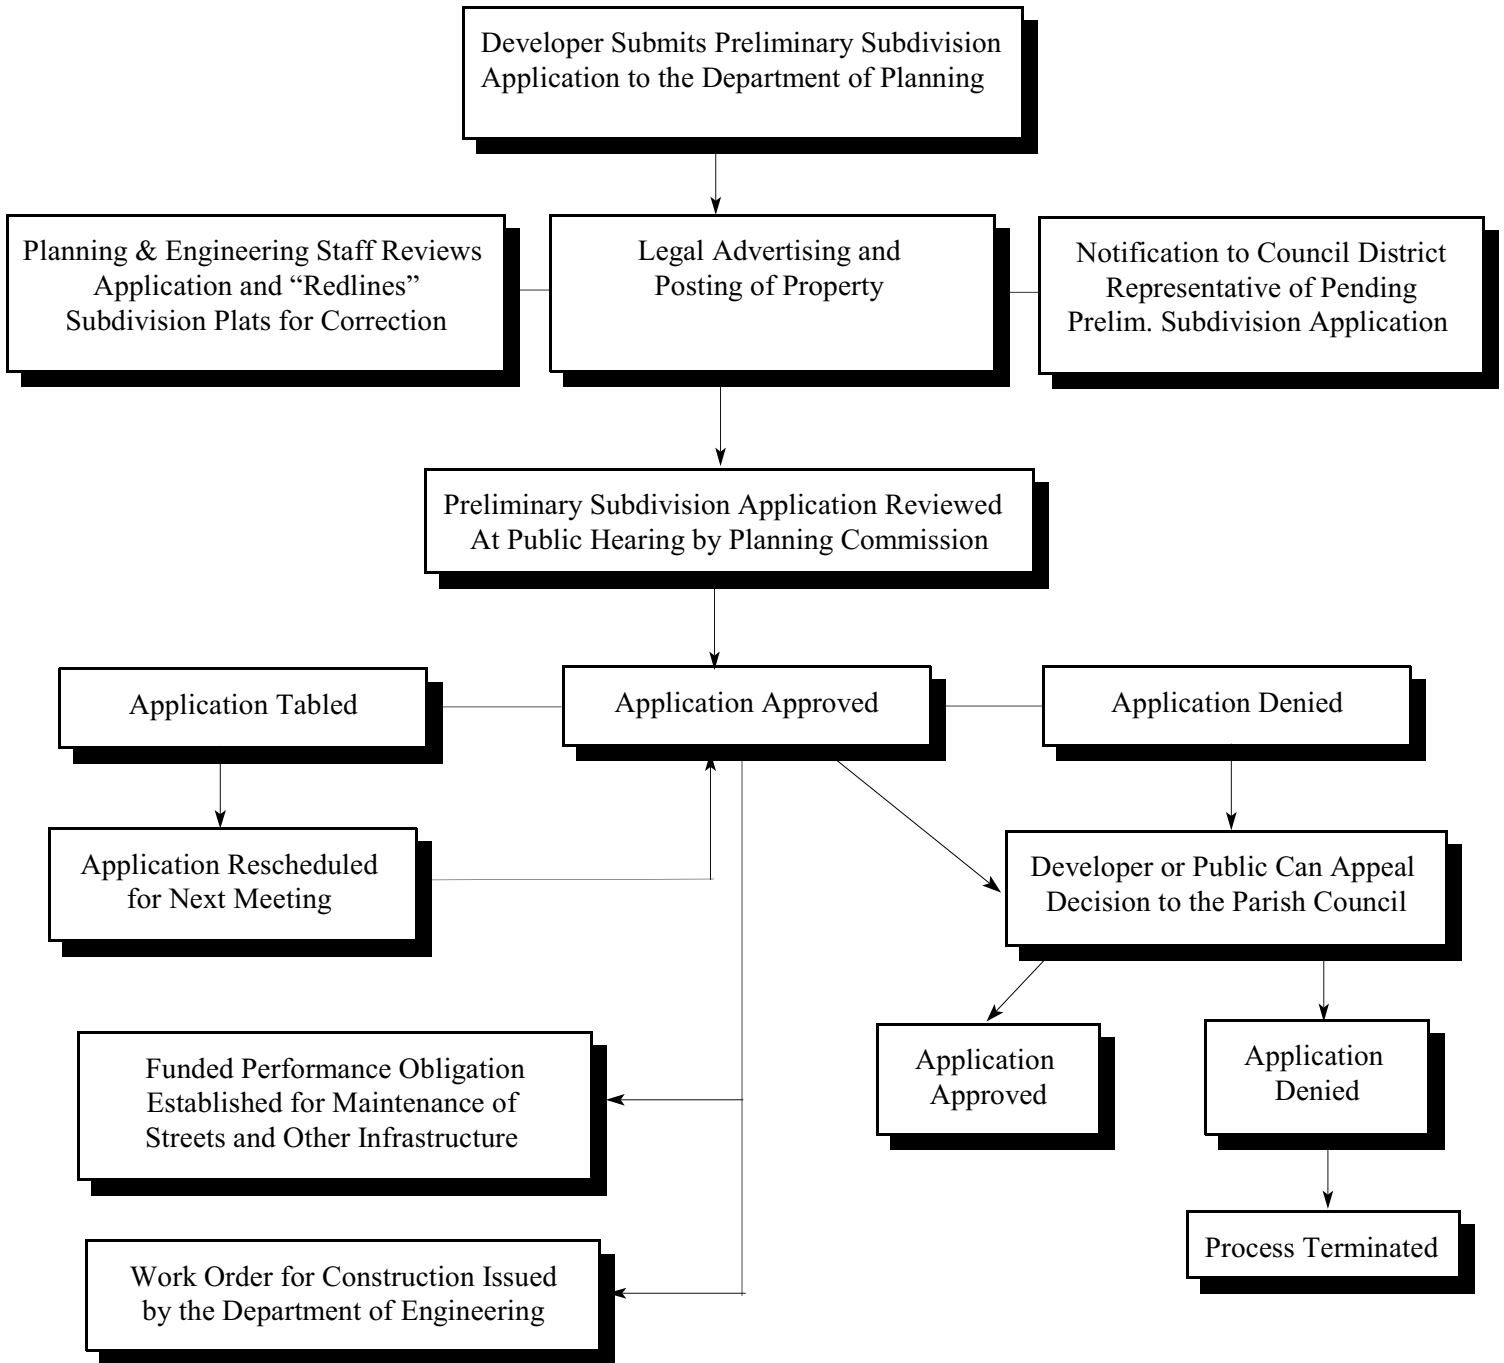 Developer Submits Preliminary Subdivision
Application to the Department of Planning
Planning & Engineering Staff Reviews
Application and “Redlines”
Subdivision Plats for Correction
Legal Advertising and
Posting of Property
Notification to Council District
Representative of Pending
Prelim. Subdivision Application
Preliminary Subdivision Application Reviewed
At Public Hearing by Planning Commission
Application Tabled
Application Approved
Application Denied
Application Rescheduled
for Next Meeting
Developer or Public Can Appeal
Decision to the Parish Council
Funded Performance Obligation
Established for Maintenance of
Streets and Other Infrastructure
Application
Approved
Application
Denied
Work Order for Construction Issued
by the Department of Engineering
Process Terminated